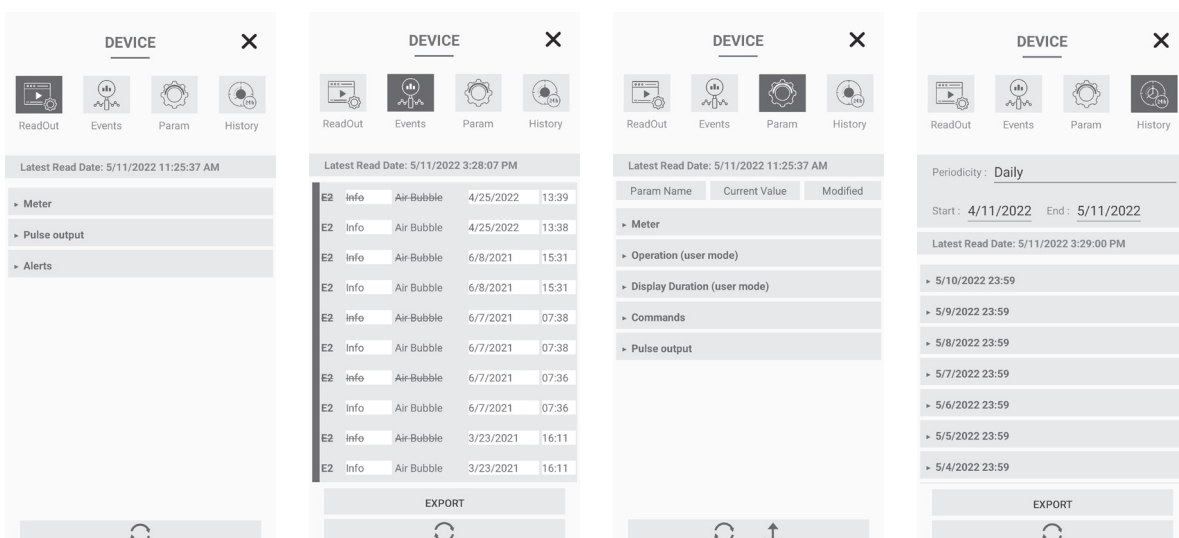 DEVICE
ReadOut Events Param History
Latest Read Date: 5/11/2022 11:25:37 AM
Meter
Pulse output
Alerts
DEVICE
ReadOut Events Param History
Latest Read Date: 5/11/2022 3:28:07 PM
E2 Info Air Bubble 4/25/2022 13:39
E2 Info Air Bubble 4/25/2022 13:38
E2 Info Air Bubble 6/8/2021 15:31
E2 Info Air Bubble 6/8/2021 15:31
E2 Info Air Bubble 6/7/2021 07:38
E2 Info Air Bubble 6/7/2021 07:38
E2 Info Air Bubble 6/7/2021 07:36
E2 Info Air Bubble 6/7/2021 07:36
E2 Info Air Bubble 3/23/2021 16:11
E2 Info Air Bubble 3/23/2021 16:11
EXPORT
DEVICE
ReadOut Events Param History
Latest Read Date: 5/11/2022 11:25:37 AM
Param Name Current Value Modified
Meter
Operation (user mode)
Display Duration (user mode)
Commands
Pulse output
DEVICE
ReadOut Events Param History
Periodicity : Daily
Start : 4/11/2022 End : 5/11/2022
Latest Read Date: 5/11/2022 3:29:00 PM
5/10/2022 23:59
5/9/2022 23:59
5/8/2022 23:59
5/7/2022 23:59
5/6/2022 23:59
5/5/2022 23:59
5/4/2022 23:59
EXPORT